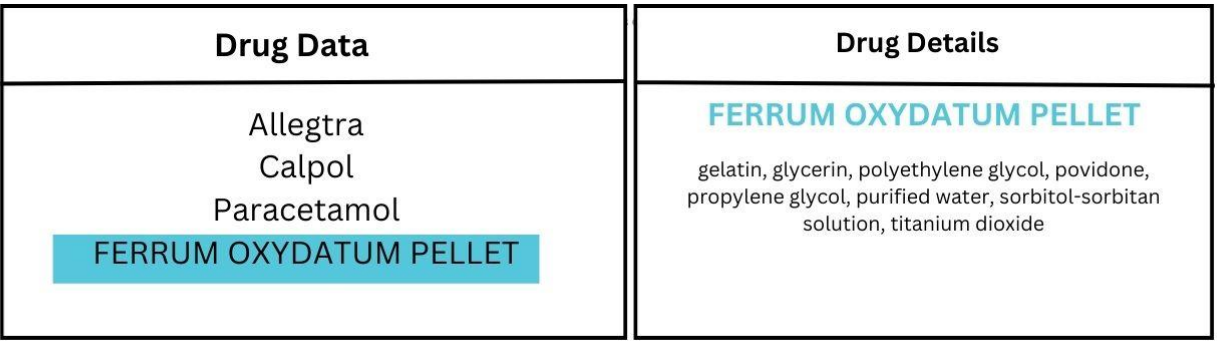 Drug Data
Allegtra
Calpol
Paracetamol
FERRUM OXYDATUM PELLET
Drug Details
FERRUM OXYDATUM PELLET
gelatin, glycerin, polyethylene glycol, povidone,
propylene glycol, purified water, sorbitol-sorbitan
solution, titanium dioxide